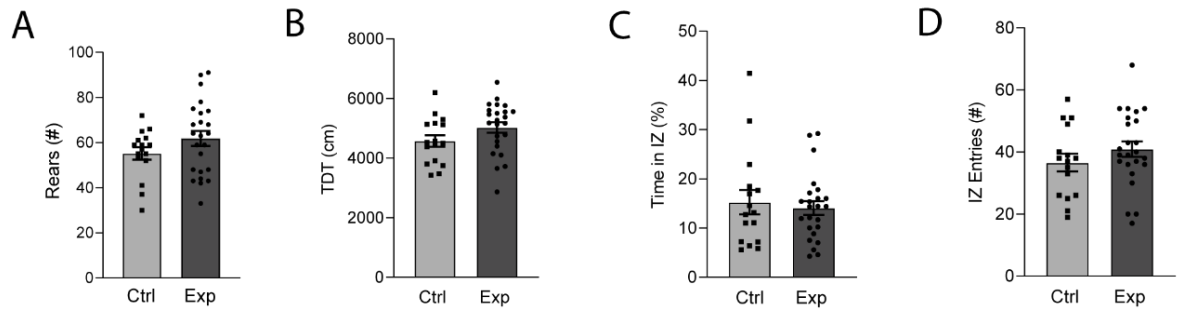 A
Rears (#)
100
80
60
40
20
0
Ctrl Exp
B
TDT (cm)
8000
6000
4000
2000
0
Ctrl Exp
C
Time in IZ (%)
50
40
30
20
10
0
Ctrl Exp
D
IZ Entries (#)
80
60
40
20
0
Ctrl Exp